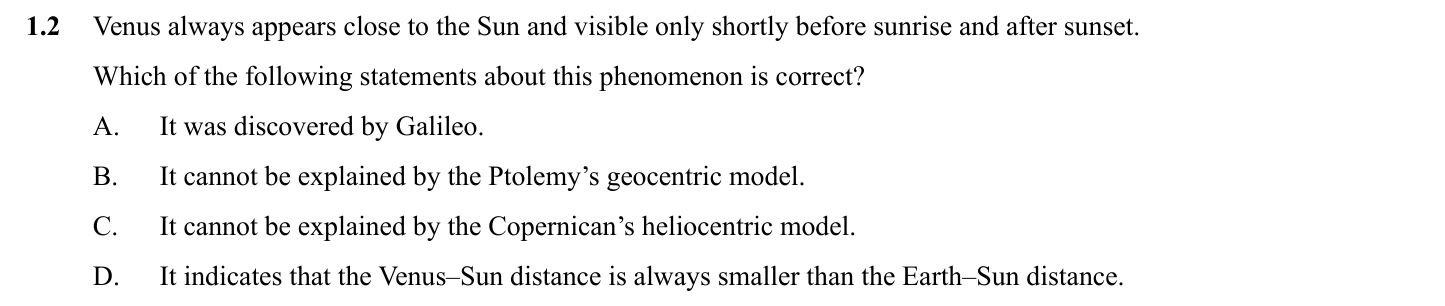 1.2 Venus always appears close to the Sun and visible only shortly before sunrise and after sunset.
Which of the following statements about this phenomenon is correct?
A. It was discovered by Galileo.
B. It cannot be explained by the Ptolemy’s geocentric model.
C. It cannot be explained by the Copernican’s heliocentric model.
D. It indicates that the Venus–Sun distance is always smaller than the Earth–Sun distance.